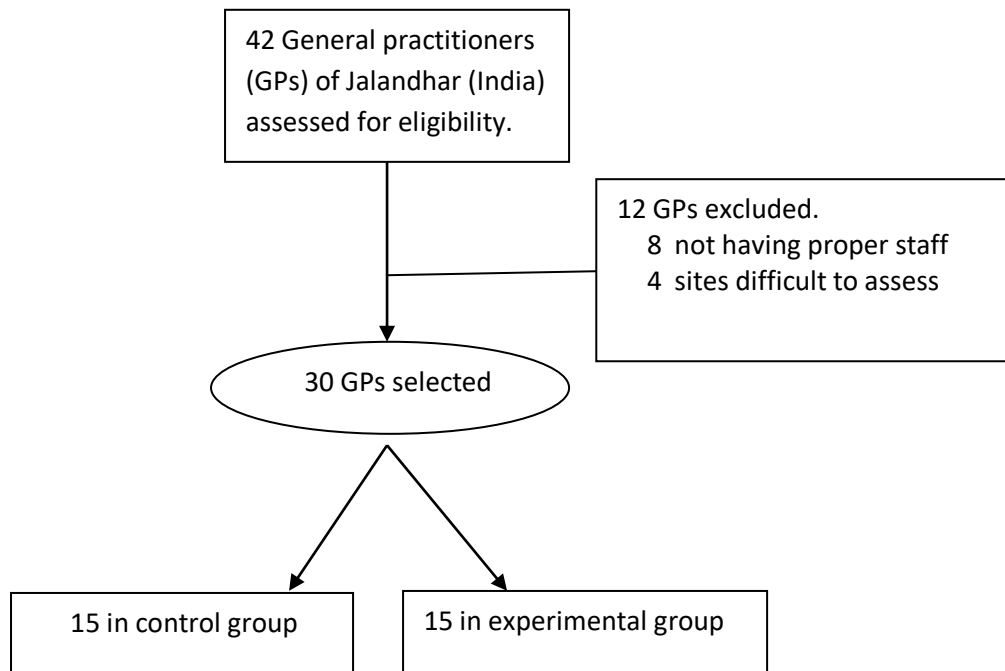 42 General practitioners
(GPs) of Jalandhar (India)
assessed for eligibility.
12 GPs excluded.
8 not having proper staff
4 sites difficult to assess
30 GPs selected
15 in control group
15 in experimental group